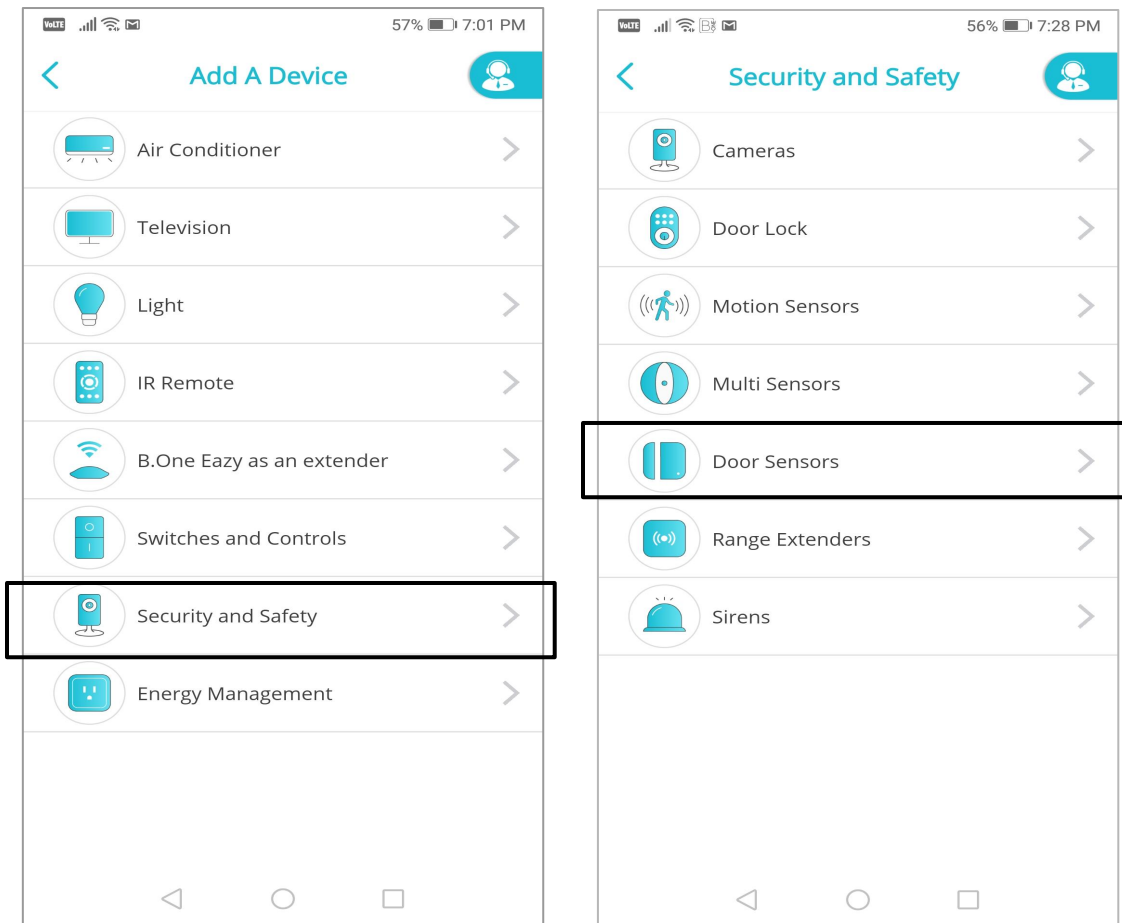 VoLTE 57% 7:01 PM
Add A Device
Air Conditioner
Television
Light
IR Remote
B.One Eazy as an extender
Switches and Controls
Security and Safety
Energy Management
VoLTE 56% 7:28 PM
Security and Safety
Cameras
Door Lock
Motion Sensors
Multi Sensors
Door Sensors
Range Extenders
Sirens